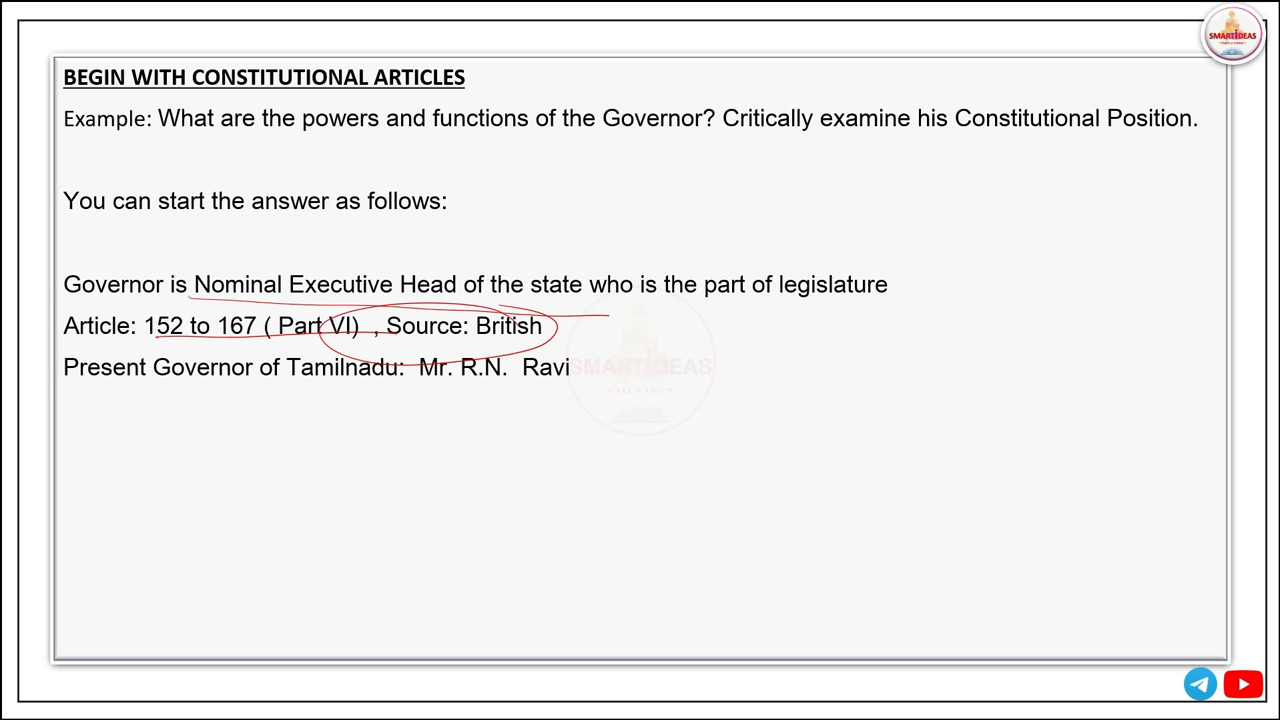 SMARTIDEAS
BEGIN WITH CONSTITUTIONAL ARTICLES
Example: What are the powers and functions of the Governor? Critically examine his Constitutional Position.
You can start the answer as follows:
Governor is Nominal Executive Head of the state who is the part of legislature
Article: 152 to 167 ( Part VI) , Source: British
Present Governor of Tamilnadu: Mr. R.N. Ravi
SMARTIDEAS